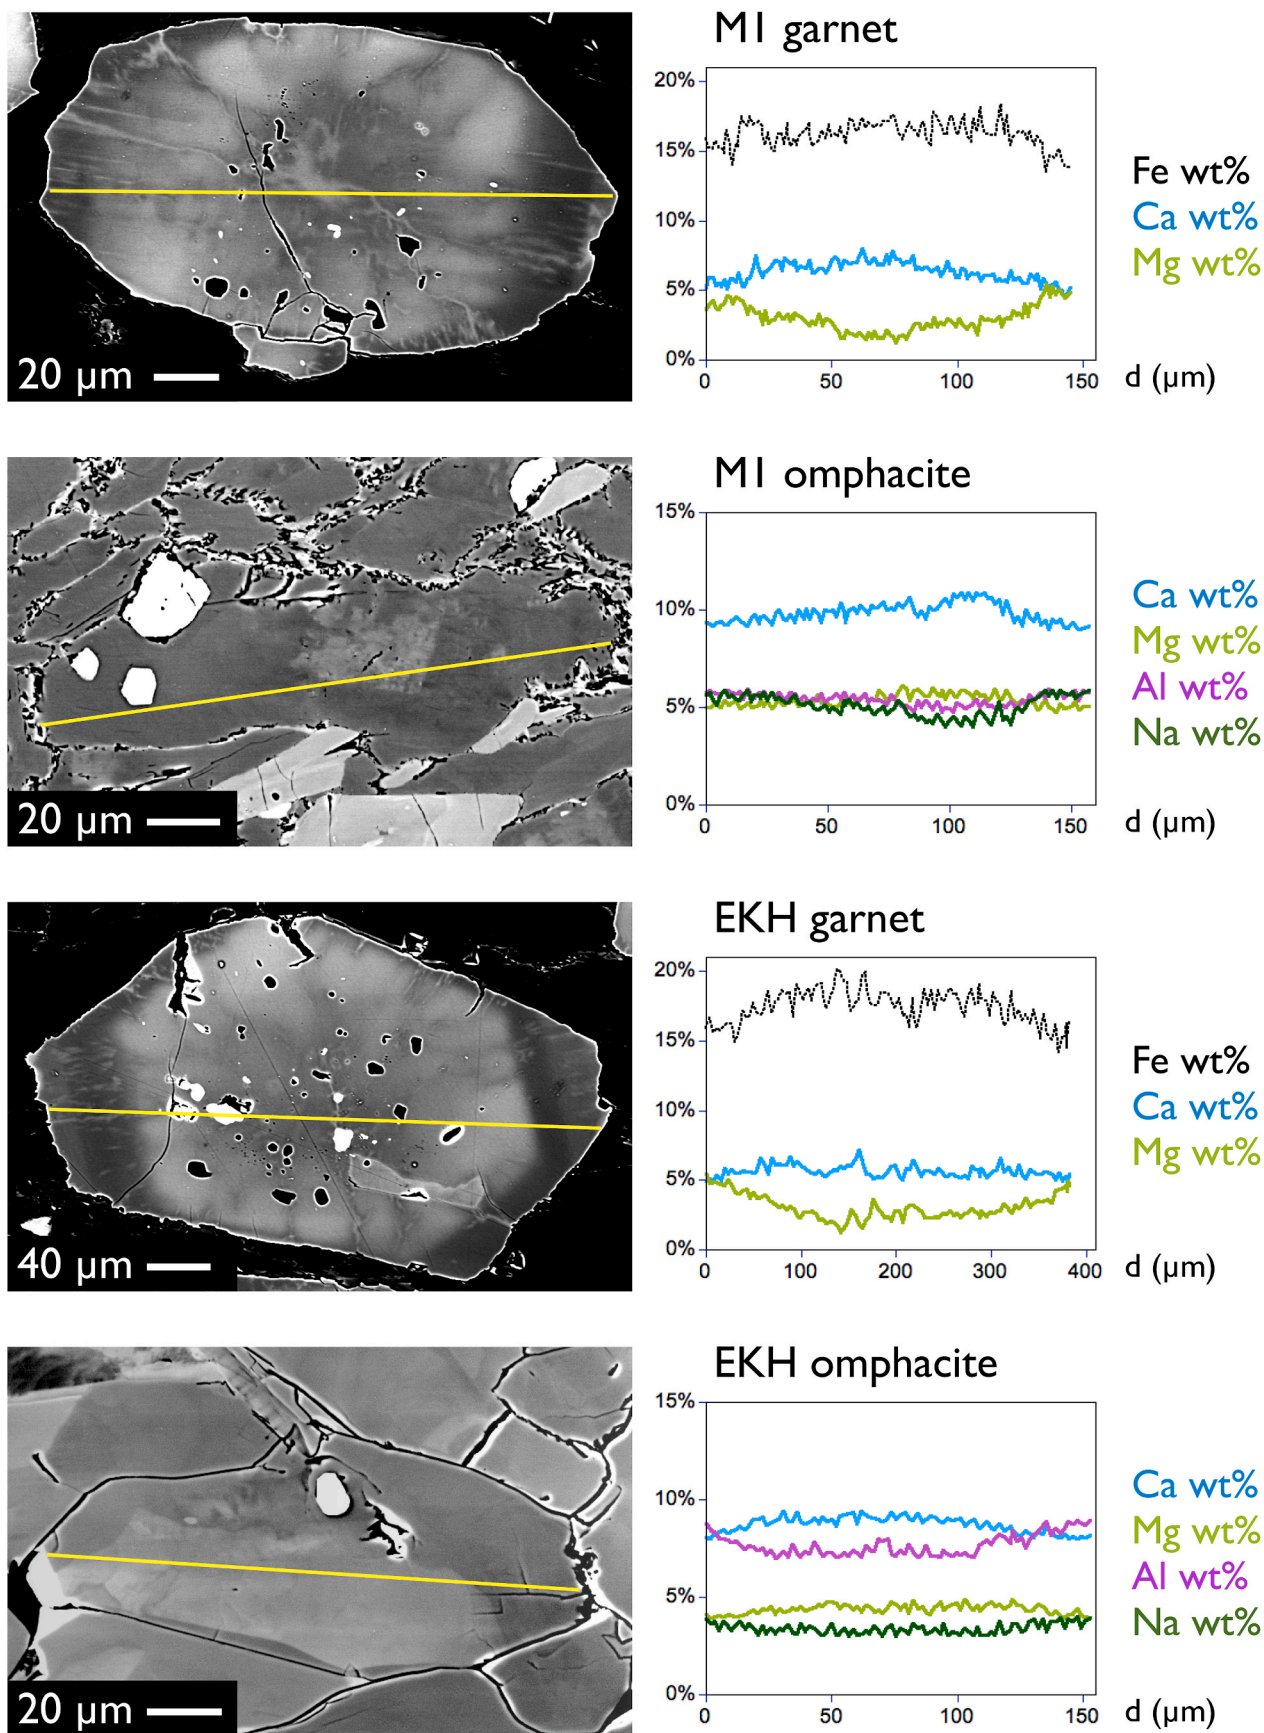 M1 garnet
20%
15%
10%
5%
0%
0 50 100 150 d (µm)
Fe wt%
Ca wt%
Mg wt%
20 µm
M1 omphacite
15%
10%
5%
0%
0 50 100 150 d (µm)
Ca wt%
Mg wt%
Al wt%
Na wt%
20 µm
EKH garnet
20%
15%
10%
5%
0%
0 100 200 300 400 d (µm)
Fe wt%
Ca wt%
Mg wt%
40 µm
EKH omphacite
15%
10%
5%
0%
0 50 100 150 d (µm)
Ca wt%
Mg wt%
Al wt%
Na wt%
20 µm